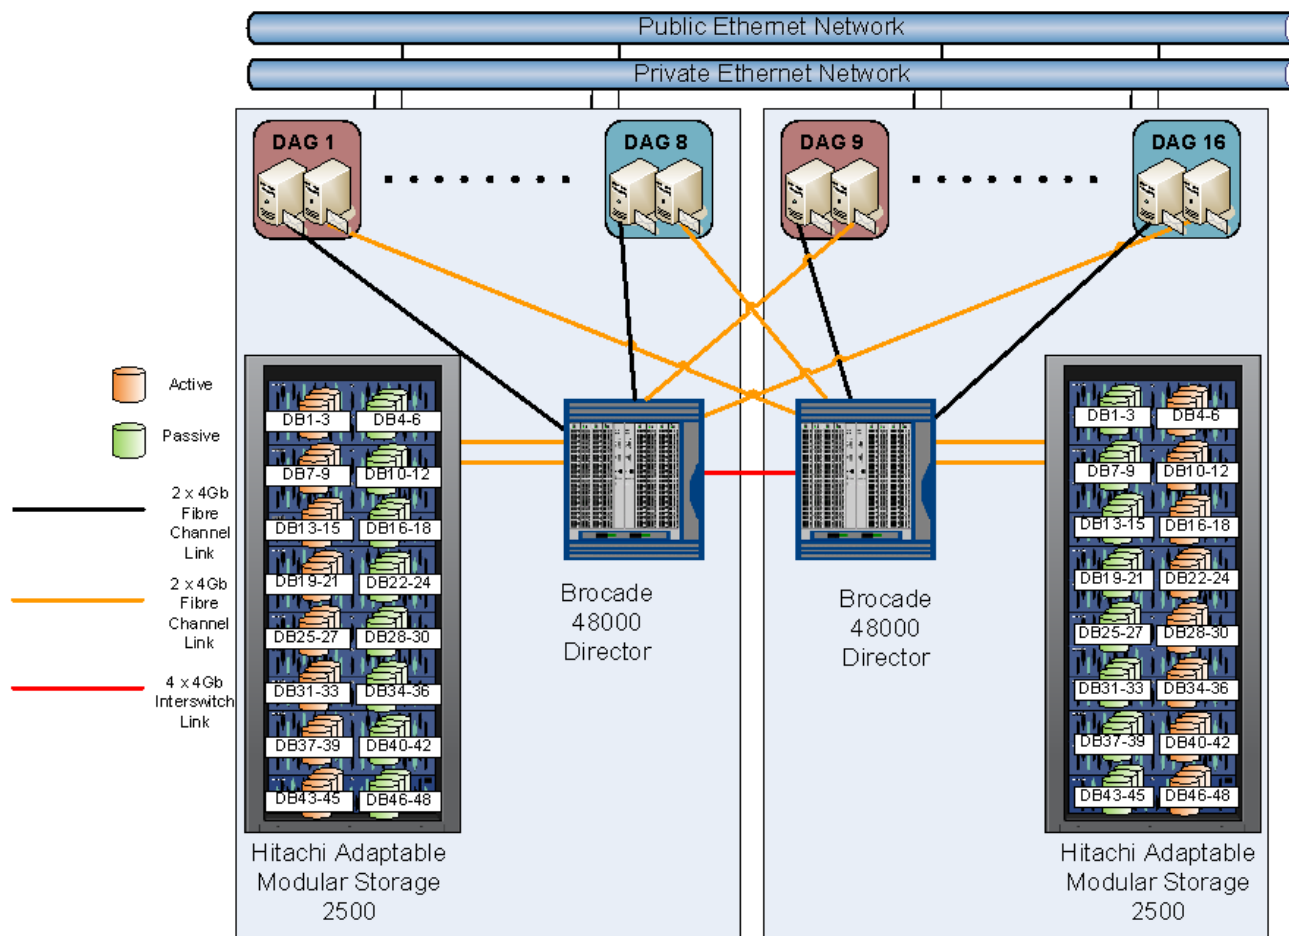 Public Ethernet Network
Private Ethernet Network
DAG 1
DAG 8
DAG 9
DAG 16
Active
Passive
2 x 4Gb
Fibre
Channel
Link
2 x 4Gb
Fibre
Channel
Link
4 x 4Gb
Interswitch
Link
DB1-3 DB4-6
DB7-9 DB10-12
DB13-15 DB16-18
DB19-21 DB22-24
DB25-27 DB28-30
DB31-33 DB34-36
DB37-39 DB40-42
DB43-45 DB46-48
Hitachi Adaptable
Modular Storage
2500
Brocade
48000
Director
Brocade
48000
Director
DB1-3 DB4-6
DB7-9 DB10-12
DB13-15 DB16-18
DB19-21 DB22-24
DB25-27 DB28-30
DB31-33 DB34-36
DB37-39 DB40-42
DB43-45 DB46-48
Hitachi Adaptable
Modular Storage
2500